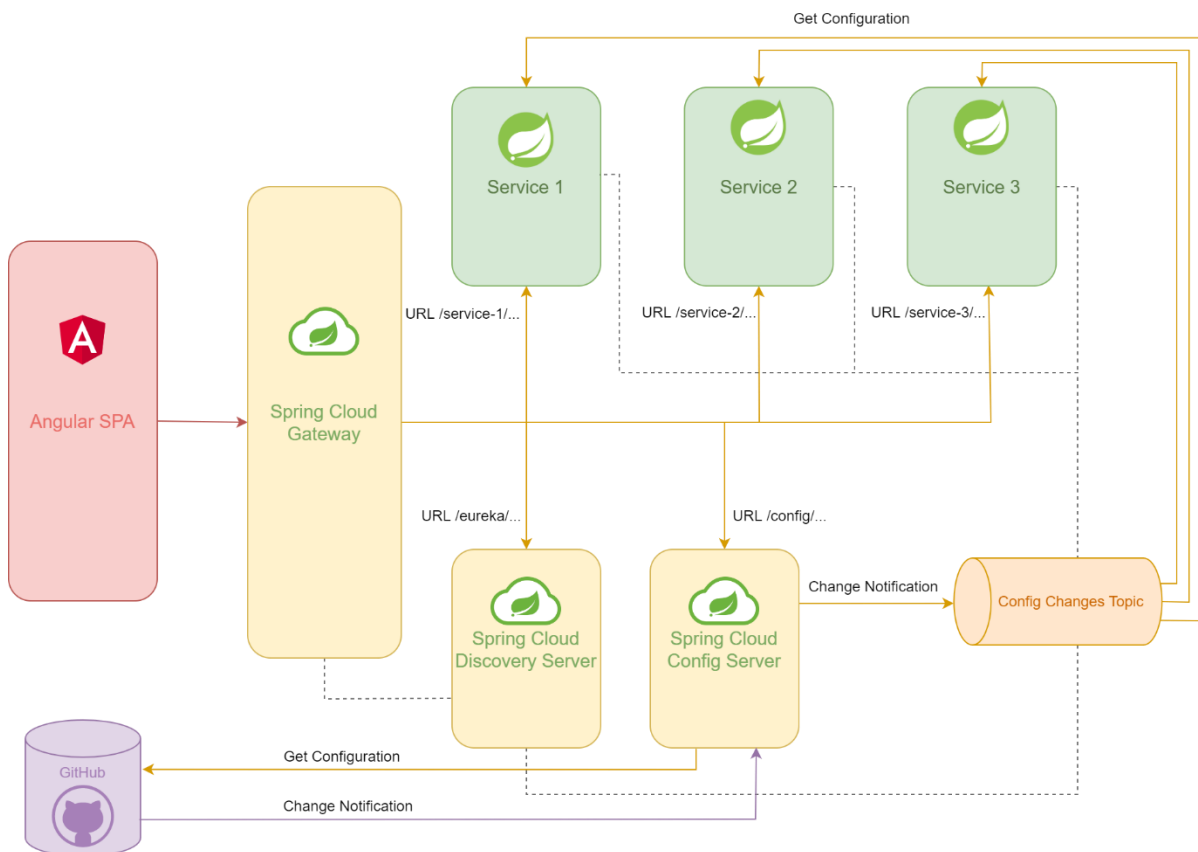 Get Configuration
Service 1
Service 2
Service 3
URL /service-1/...
URL /service-2/...
URL /service-3/...
Angular SPA
Spring Cloud
Gateway
URL /eureka/...
URL /config/...
Spring Cloud
Discovery Server
Spring Cloud
Config Server
Change Notification
Config Changes Topic
GitHub
Get Configuration
Change Notification